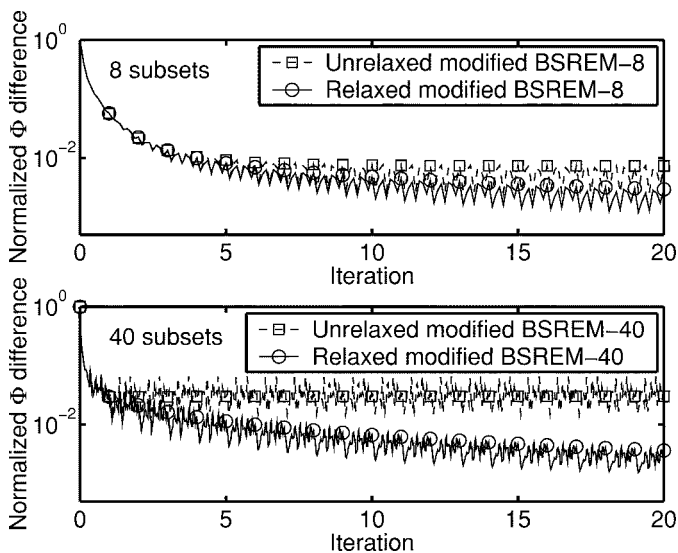 Normalized Φ difference
10^0
10^-2
8 subsets
Unrelaxed modified BSREM-8
Relaxed modified BSREM-8
0 5 10 15 20
Iteration
Normalized Φ difference
10^0
10^-2
40 subsets
Unrelaxed modified BSREM-40
Relaxed modified BSREM-40
0 5 10 15 20
Iteration